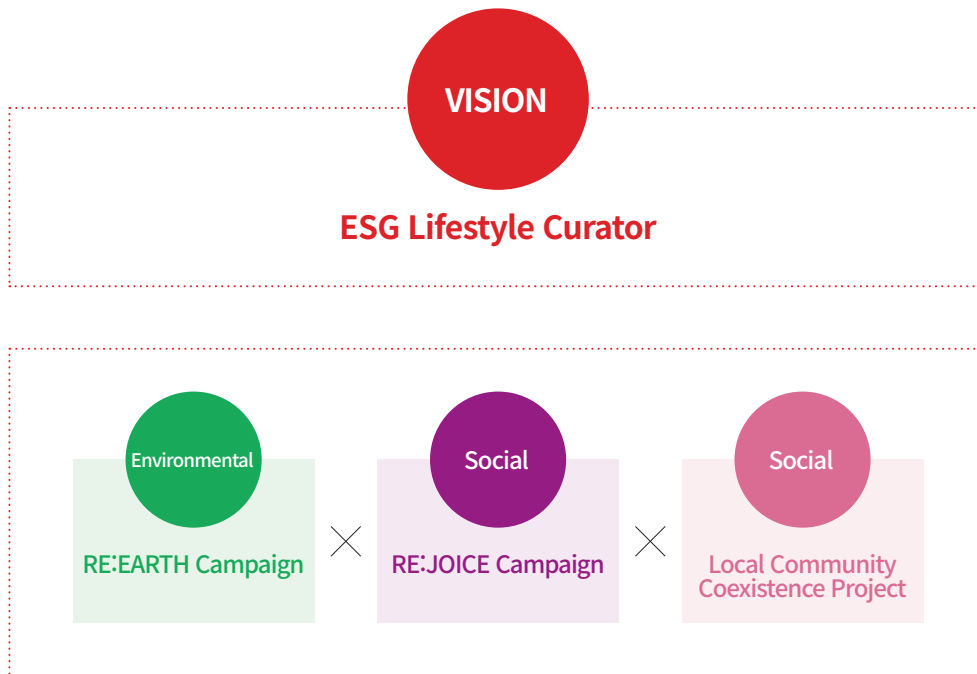 VISION
ESG Lifestyle Curator
Environmental
RE:EARTH Campaign
Social
RE:JOICE Campaign
Social
Local Community
Coexistence Project